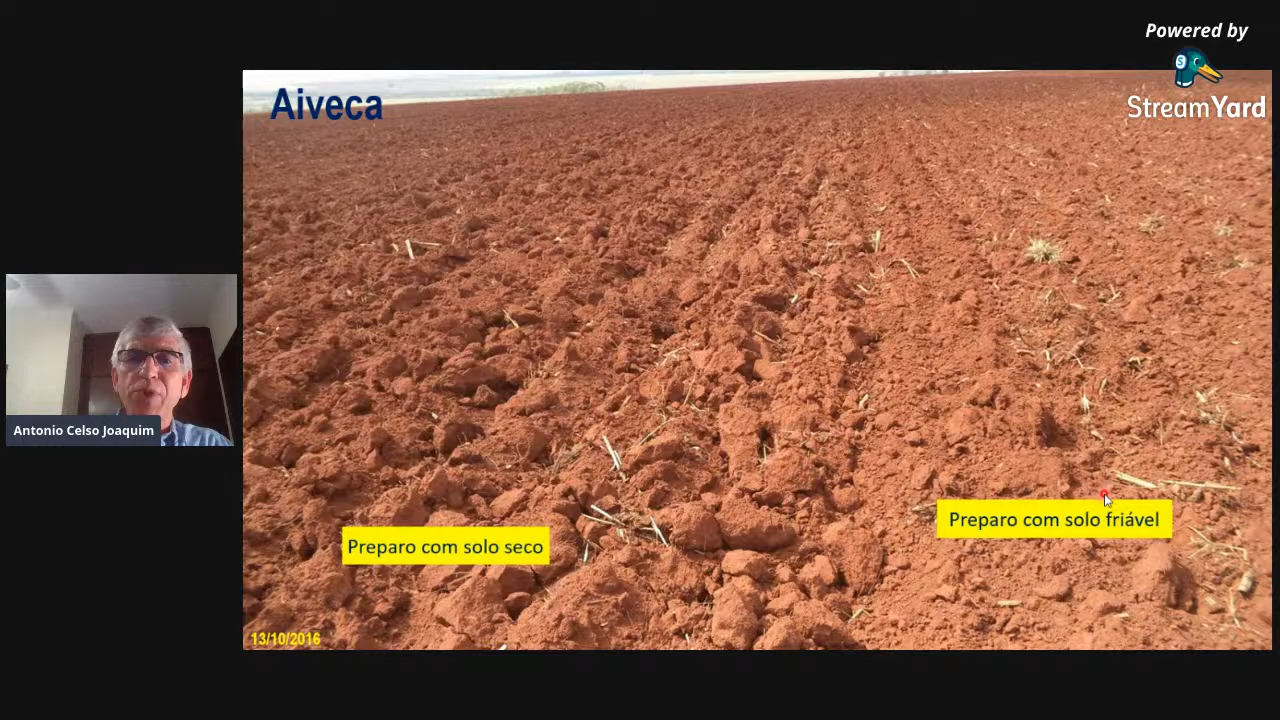 Powered by
StreamYard
Aiveca
Antonio Celso Joaquim
Preparo com solo friável
Preparo com solo seco
13/10/2016